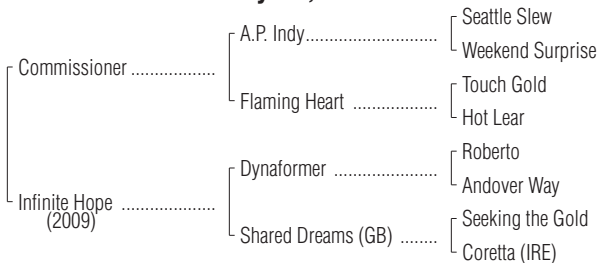 Seattle Slew
A.P. Indy..................
Weekend Surprise
Commissioner .................
Touch Gold
Flaming Heart .................
Hot Lear
Roberto
Dynaformer .....................
Andover Way
Infinite Hope ...................
(2009)
Seeking the Gold
Shared Dreams (GB) ........
Coretta (IRE)